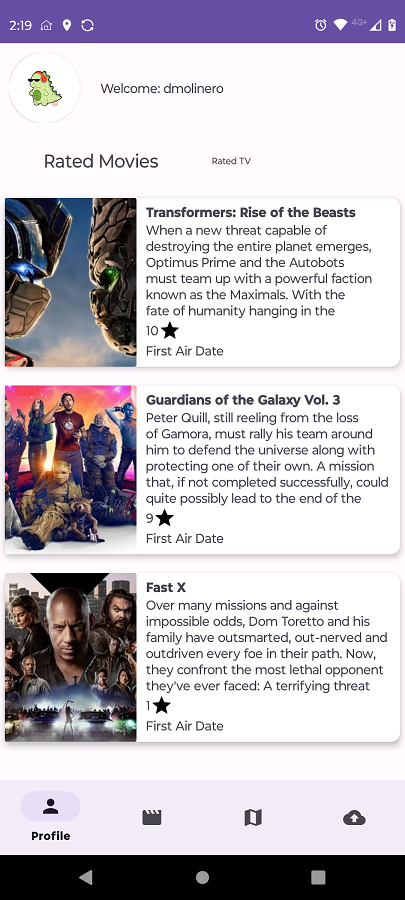 2:19
4G+
Welcome: dmolinero
Rated Movies
Rated TV
Transformers: Rise of the Beasts
When a new threat capable of
destroying the entire planet emerges,
Optimus Prime and the Autobots
must team up with a powerful faction
known as the Maximals. With the
fate of humanity hanging in the
10
First Air Date
Guardians of the Galaxy Vol. 3
Peter Quill, still reeling from the loss
of Gamora, must rally his team around
him to defend the universe along with
protecting one of their own. A mission
that, if not completed successfully, could
quite possibly lead to the end of the
9
First Air Date
Fast X
Over many missions and against
impossible odds, Dom Toretto and his
family have outsmarted, out-nerved and
outdriven every foe in their path. Now,
they confront the most lethal opponent
they've ever faced: A terrifying threat
1
First Air Date
Profile